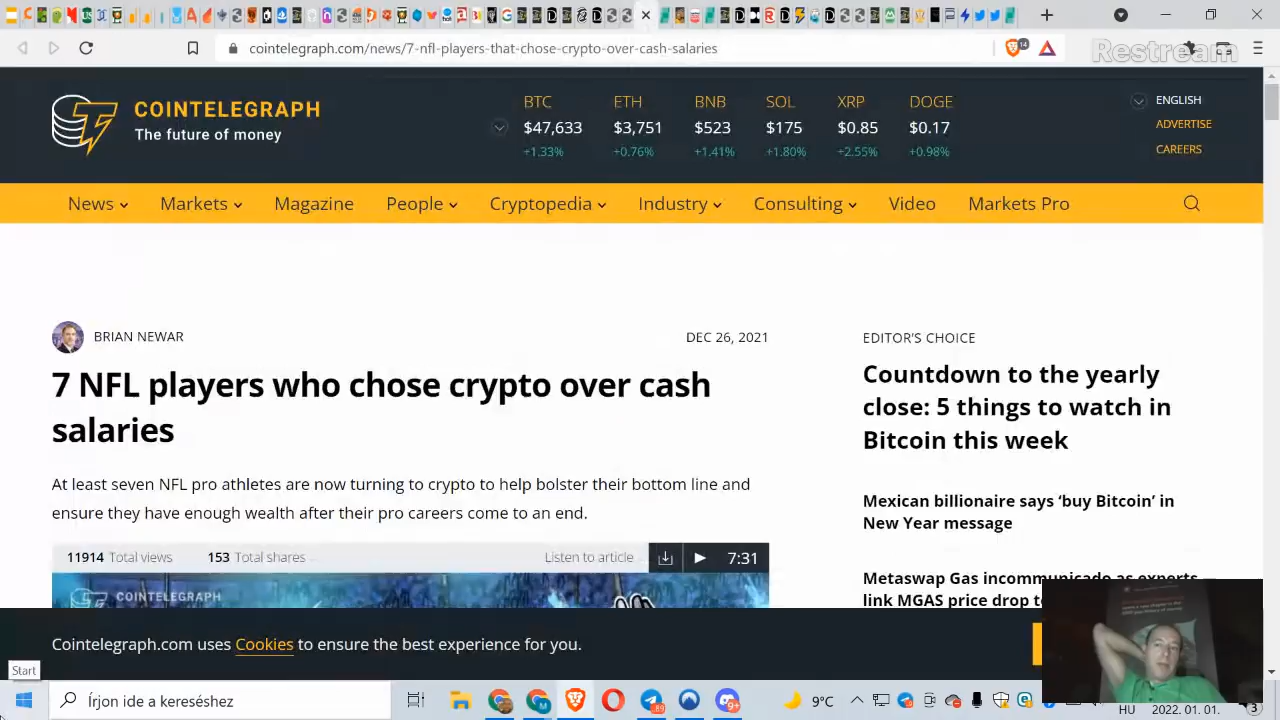 cointelegraph.com/news/7-nfl-players-that-chose-crypto-over-cash-salaries
14
Restream
COINTELEGRAPH
The future of money
BTC ETH BNB SOL XRP DOGE
$47,633 $3,751 $523 $175 $0.85 $0.17
+1.33% +0.76% +1.41% +1.80% +2.55% +0.98%
ENGLISH
ADVERTISE
CAREERS
News Markets Magazine People Cryptopedia Industry Consulting Video Markets Pro
BRIAN NEWAR
DEC 26, 2021
7 NFL players who chose crypto over cash
salaries
At least seven NFL pro athletes are now turning to crypto to help bolster their bottom line and
ensure they have enough wealth after their pro careers come to an end.
11914 Total views 153 Total shares Listen to article 7:31
COINTELEGRAPH
EDITOR'S CHOICE
Countdown to the yearly
close: 5 things to watch in
Bitcoin this week
Mexican billionaire says ‘buy Bitcoin’ in
New Year message
Metaswap Gas incommunicado as experts
link MGAS price drop
Cointelegraph.com uses Cookies to ensure the best experience for you.
Start
Írjon ide a kereséshez
9°C
HU
2022. 01. 01.